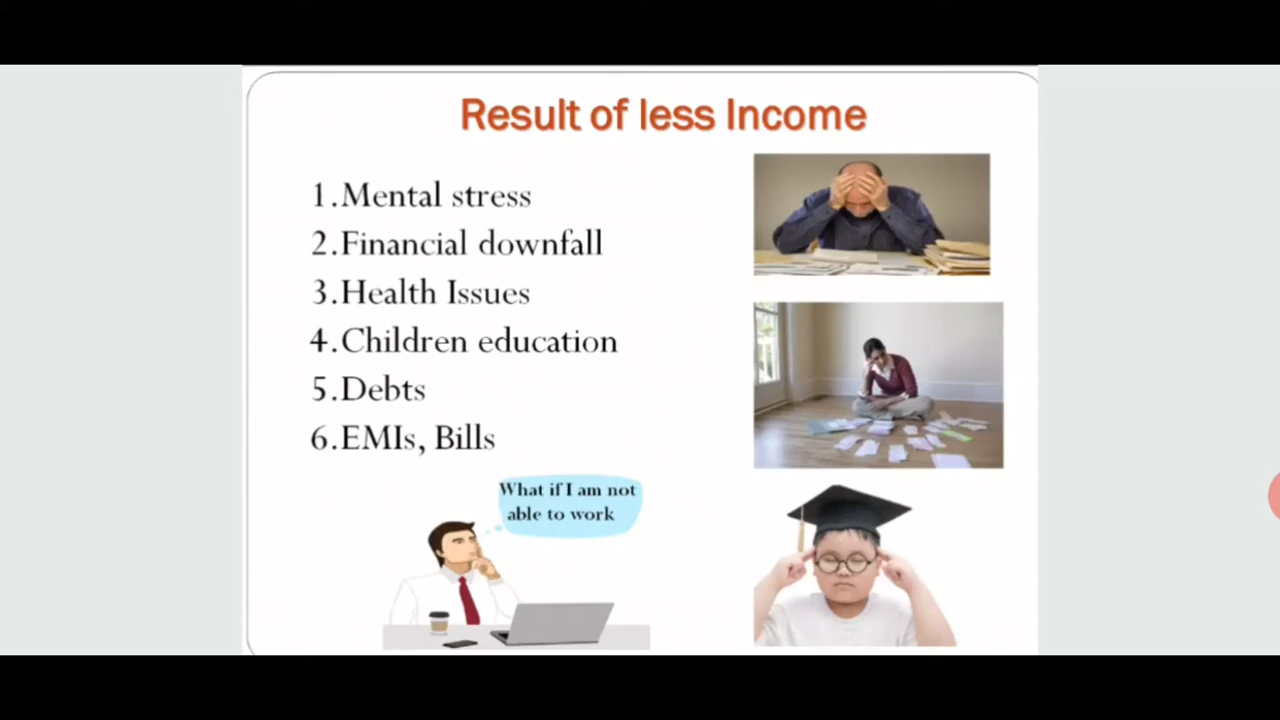 Result of less Income
1.Mental stress
2.Financial downfall
3.Health Issues
4.Children education
5.Debts
6.EMIs, Bills
What if I am not
able to work